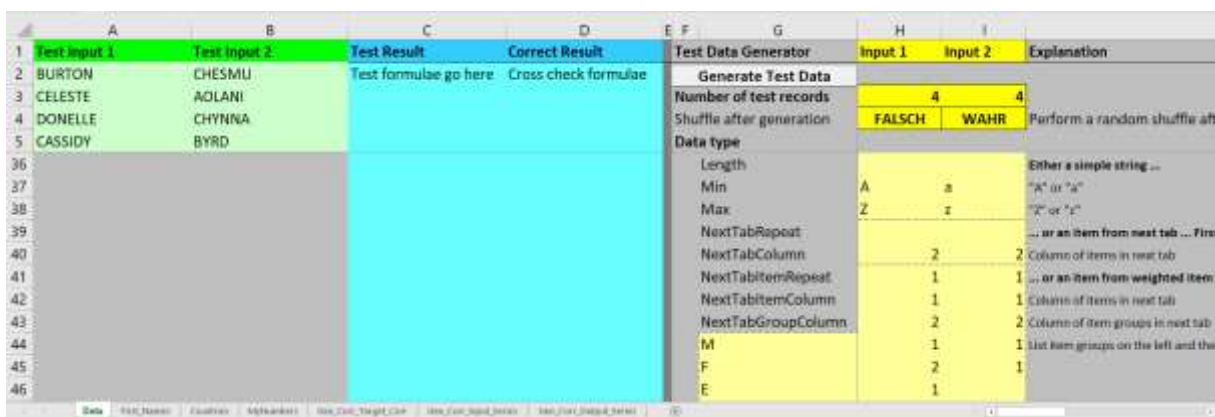 A B C D E F G H I
1 Test Input 1 Test Input 2 Test Result Correct Result Test Data Generator Input 1 Input 2 Explanation
2 BURTON CHESMU Test formulae go here Cross check formulae Generate Test Data
3 CELESTE AOLANI Number of test records 4 4
4 DONELLE CHYNNA Shuffle after generation FALSCH WAHR Perform a random shuffle aft
5 CASSIDY BYRD Data type
36 Length Either a simple string ...
37 Min A a "A" or "a"
38 Max Z z "Z" or "z"
39 NextTabRepeat ... or an item from next tab ... First
40 NextTabColumn 2 2 Column of items in next tab
41 NextTabItemRepeat 1 1 ... or an item from weighted item
42 NextTabItemColumn 1 1 Column of items in next tab
43 NextTabGroupColumn 2 2 Column of item groups in next tab
44 M 1 1 List item groups on the left and the
45 F 2 1
46 E 1
Data First_Names Countries MyNumbers